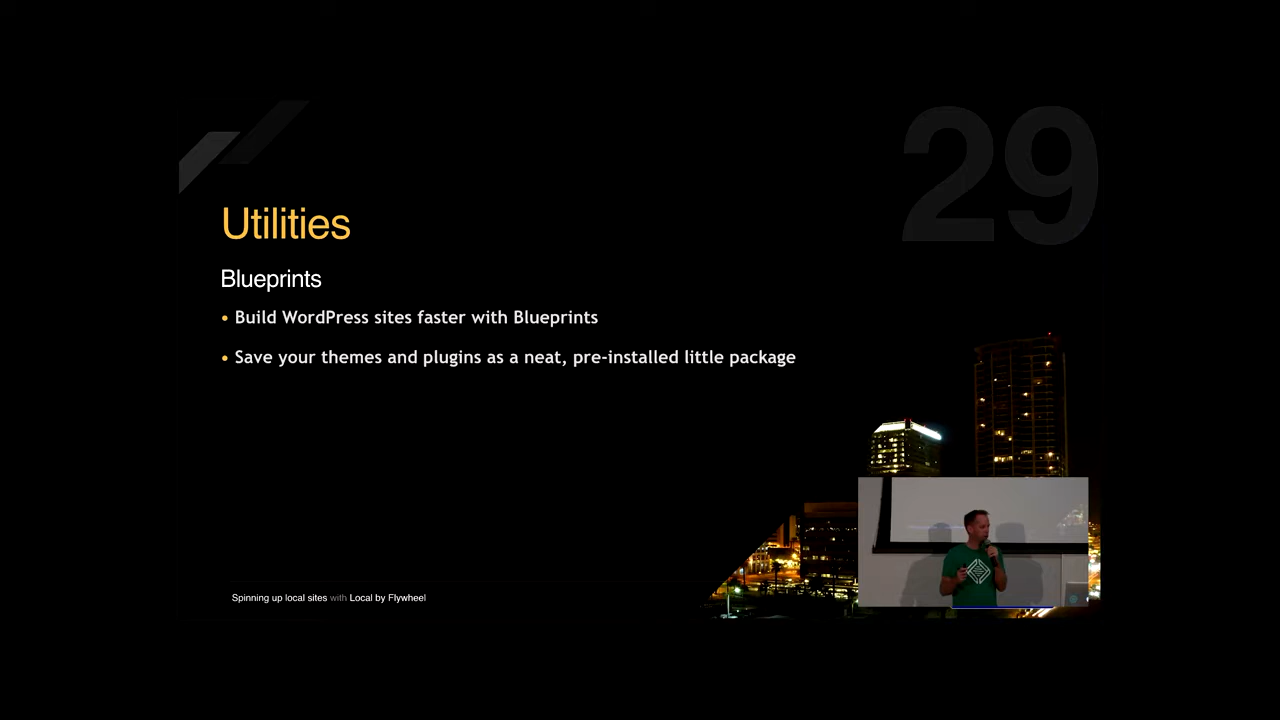 29
Utilities
Blueprints
• Build WordPress sites faster with Blueprints
• Save your themes and plugins as a neat, pre-installed little package
Spinning up local sites with Local by Flywheel